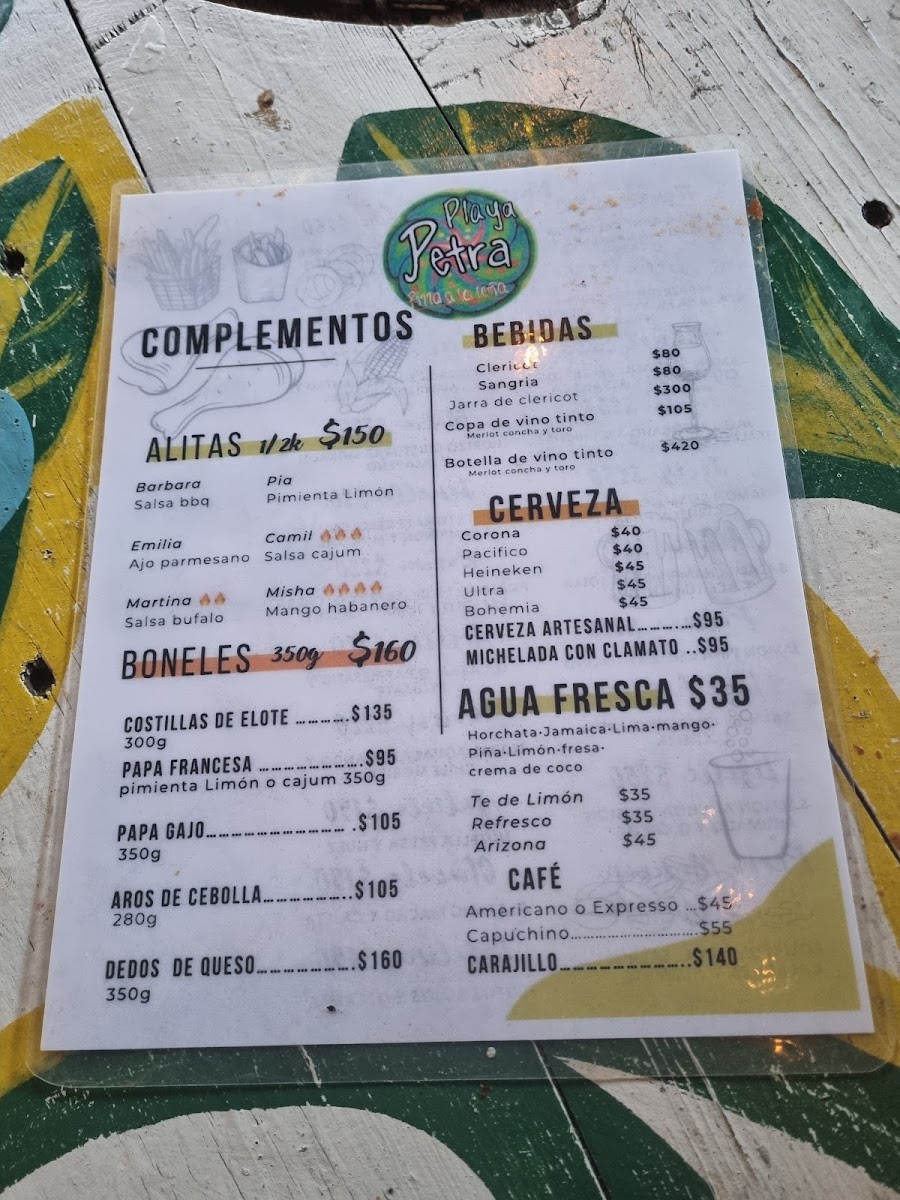 Playa
Petra
Pizza a la leña
COMPLEMENTOS
ALITAS 1/2k $150
Barbara
Salsa bbq
Pia
Pimienta Limón
Emilia
Ajo parmesano
Camil 🔥🔥🔥
Salsa cajum
Martina 🔥🔥
Salsa bufalo
Misha 🔥🔥🔥🔥
Mango habanero
BONELES 350g $160
COSTILLAS DE ELOTE ………….$135
300g
PAPA FRANCESA …………………….$95
pimienta Limón o cajum 350g
PAPA GAJO…………………………… .$105
350g
AROS DE CEBOLLA……………..$105
280g
DEDOS DE QUESO………………….$160
350g
BEBIDAS
Clericot $80
Sangria $80
Jarra de clericot $300
Copa de vino tinto $105
Merlot concha y toro
Botella de vino tinto $420
Merlot concha y toro
CERVEZA
Corona $40
Pacifico $40
Heineken $45
Ultra $45
Bohemia $45
CERVEZA ARTESANAL……….…$95
MICHELADA CON CLAMATO ..$95
AGUA FRESCA $35
Horchata•Jamaica•Lima•mango•
Piña•Limón•fresa•
crema de coco
Te de Limón $35
Refresco $35
Arizona $45
CAFÉ
Americano o Expresso …$45
Capuchino………………………….$55
CARAJILLO……………………..$140